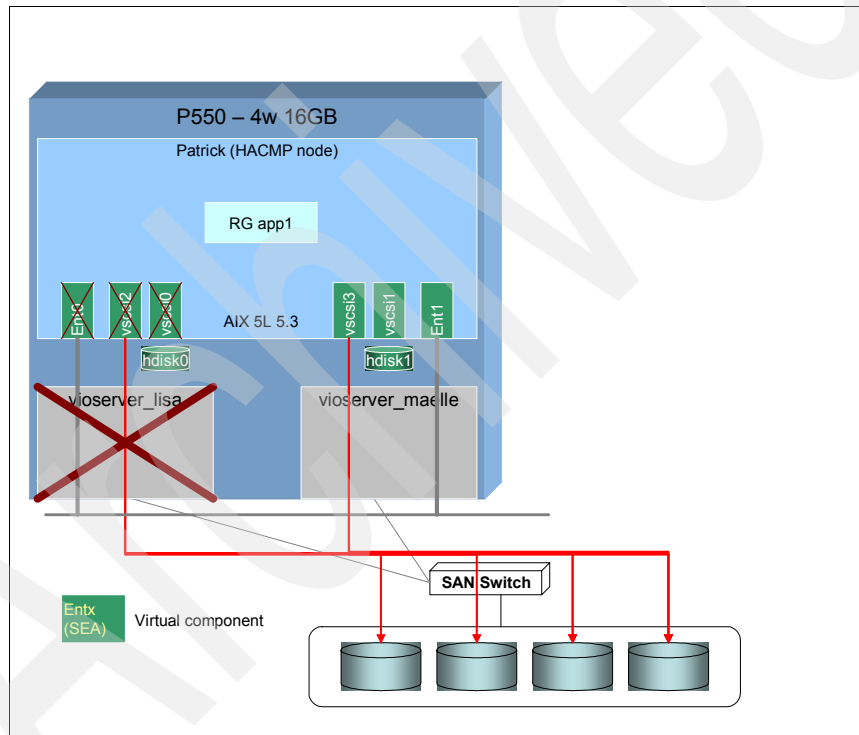 P550 – 4w 16GB
Patrick (HACMP node)
RG app1
Ent0
vscsi2
vscsi0
AiX 5L 5.3
vscsi3
vscsi1
Ent1
hdisk0
hdisk1
vioserver_lisa
vioserver_maelle
SAN Switch
Entx
(SEA)
Virtual component
Archived